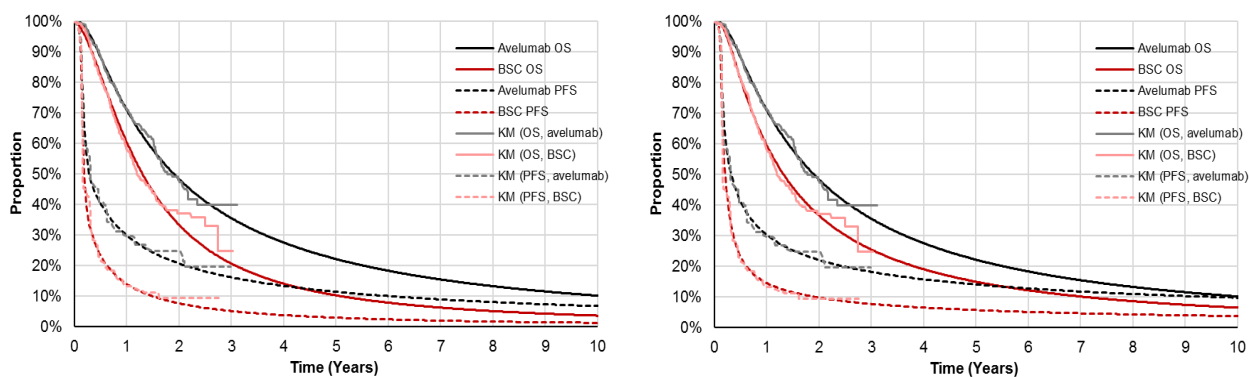 100%
90%
80%
70%
60%
50%
40%
30%
20%
10%
0%
Proportion
0 1 2 3 4 5 6 7 8 9 10
Time (Years)
Avelumab OS
BSC OS
Avelumab PFS
BSC PFS
KM (OS, avelumab)
KM (OS, BSC)
KM (PFS, avelumab)
KM (PFS, BSC)
100%
90%
80%
70%
60%
50%
40%
30%
20%
10%
0%
Proportion
0 1 2 3 4 5 6 7 8 9 10
Time (Years)
Avelumab OS
BSC OS
Avelumab PFS
BSC PFS
KM (OS, avelumab)
KM (OS, BSC)
KM (PFS, avelumab)
KM (PFS, BSC)